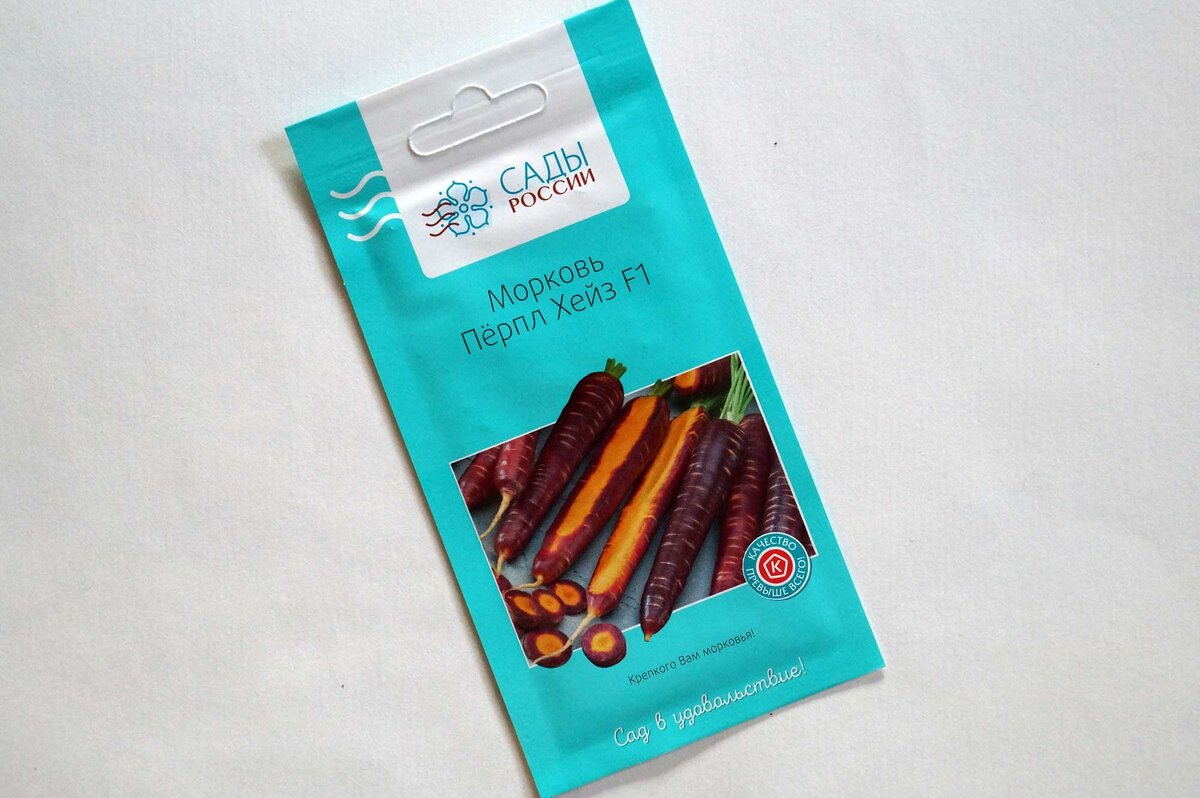 САДЫ
РОССИИ
Морковь
Пёрпл Хейз F1
КАЧЕСТВО
К
ПРЕВЫШЕ ВСЕГО!
Крепкого Вам морковья!
Сад в удовольствие!